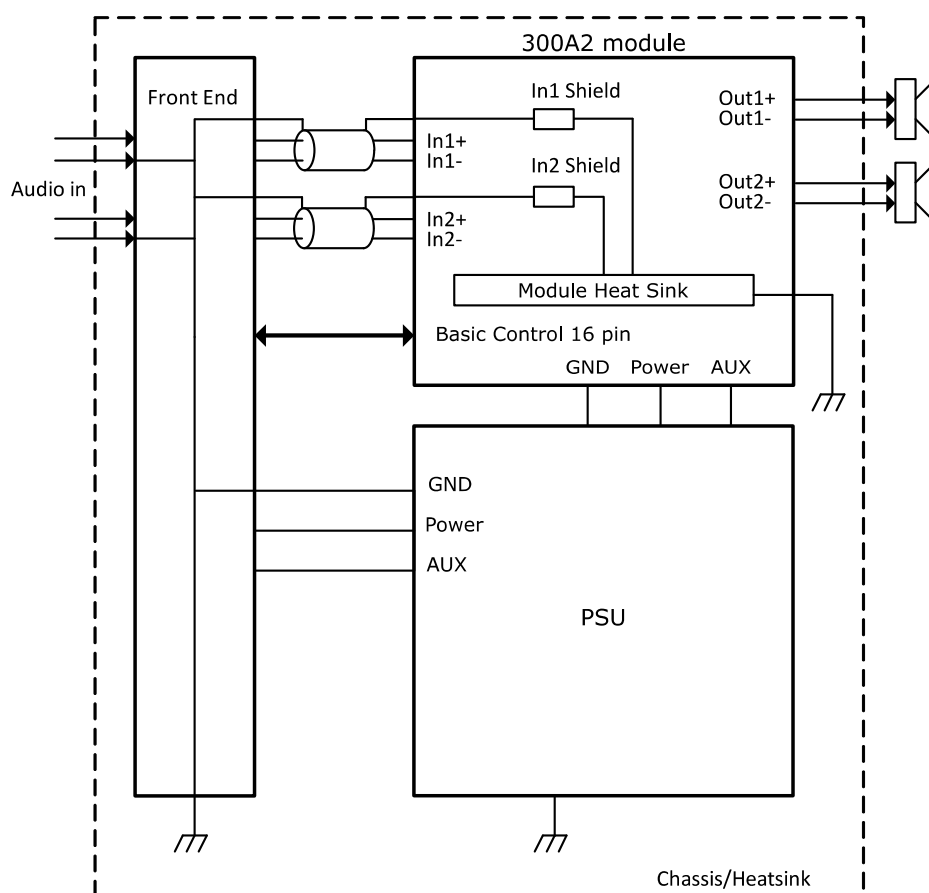 300A2 module
Front End
In1 Shield
Out1+
Out1-
In1+
In1-
In2 Shield
Audio in
Out2+
Out2-
In2+
In2-
Module Heat Sink
Basic Control 16 pin
GND Power AUX
GND
Power
AUX
PSU
Chassis/Heatsink